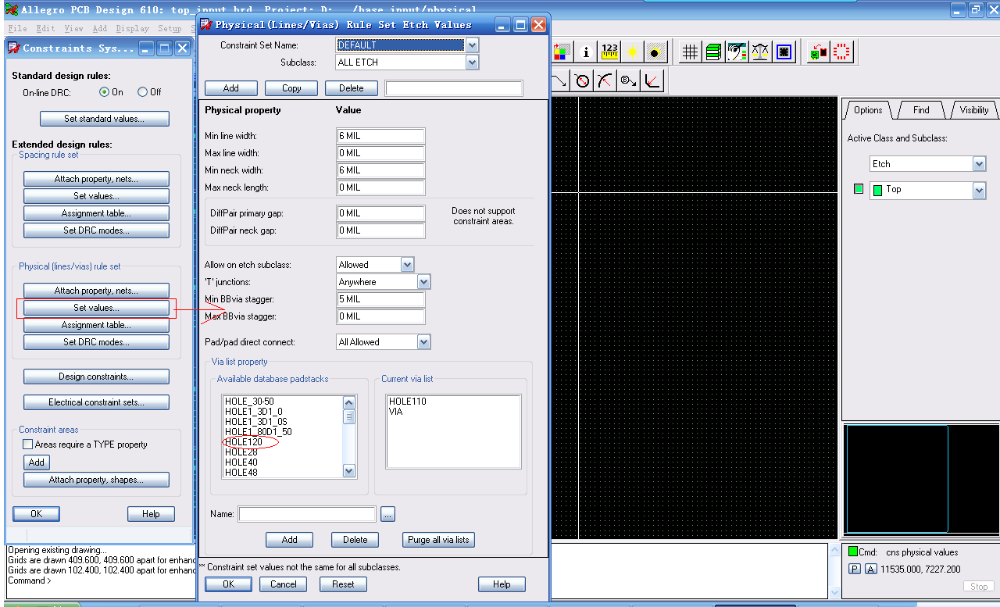 Allegro PCB Design 610: top_input.brd Project: D:
/base_input/physical
File Edit View Add Display Setup
Constraints Sys...
Standard design rules:
On-line DRC: On Off
Set standard values...
Extended design rules:
Spacing rule set
Attach property, nets...
Set values...
Assignment table...
Set DRC modes...
Physical (lines/vias) rule set
Attach property, nets...
Set values...
Assignment table...
Set DRC modes...
Design constraints...
Electrical constraint sets...
Constraint areas
Areas require a TYPE property
Add
Attach property, shapes...
OK Help
Physical(Lines/Vias) Rule Set Etch Values
Constraint Set Name: DEFAULT
Subclass: ALL ETCH
Add Copy Delete
Physical property Value
Min line width: 6 MIL
Max line width: 0 MIL
Min neck width: 6 MIL
Max neck length: 0 MIL
DiffPair primary gap: 0 MIL
DiffPair neck gap: 0 MIL
Does not support
constraint areas.
Allow on etch subclass: Allowed
'T' junctions: Anywhere
Min BBvia stagger: 5 MIL
Max BBvia stagger: 0 MIL
Pad/pad direct connect: All Allowed
Via list property
Available database padstacks
HOLE_30-50
HOLE1_3D1_0
HOLE1_3D1_0S
HOLE1_80D1_50
HOLE120
HOLE28
HOLE40
HOLE48
Current via list
HOLE110
VIA
Name: ...
Add Delete Purge all via lists
** Constraint set values not the same for all subclasses.
OK Cancel Reset Help
123
Options Find Visibility
Active Class and Subclass:
Etch
Top
Opening existing drawing...
Grids are drawn 409.600, 409.600 apart for enhanc
Grids are drawn 102.400, 102.400 apart for enhanc
Command >
Cmd: cns physical values
P A 11535.000, 7227.200
Stop